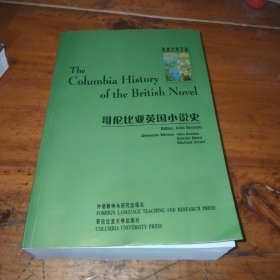 The
Columbia History
of the British Novel
哥伦比亚英国小说史
Editor: John Richetti
Associate Editors: John Bender
Deirdre David
Michael Seidel
外语教学与研究出版社
FOREIGN LANGUAGE TEACHING AND RESEARCH PRESS
哥伦比亚大学出版社
COLUMBIA UNIVERSITY PRESS